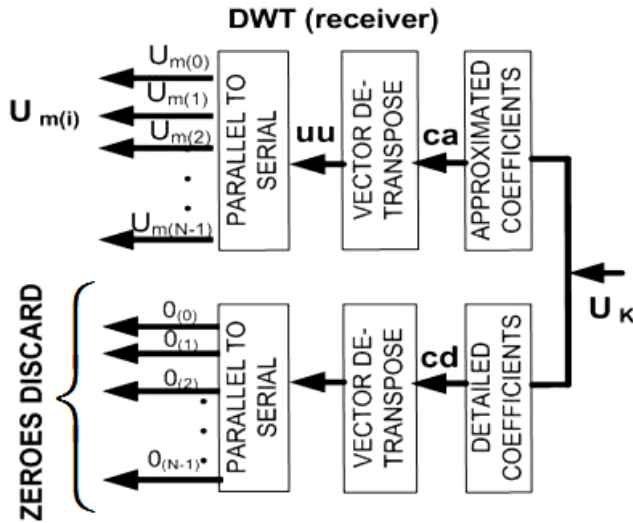 DWT (receiver)
U m(i)
Um(0)
Um(1)
Um(2)
Um(N-1)
PARALLEL TO
SERIAL
uu
VECTOR DE-
TRANSPOSE
ca
APPROXIMATED
COEFFICIENTS
U K
ZEROES DISCARD
0(0)
0(1)
0(2)
0(N-1)
PARALLEL TO
SERIAL
VECTOR DE-
TRANSPOSE
cd
DETAILED
COEFFICIENTS